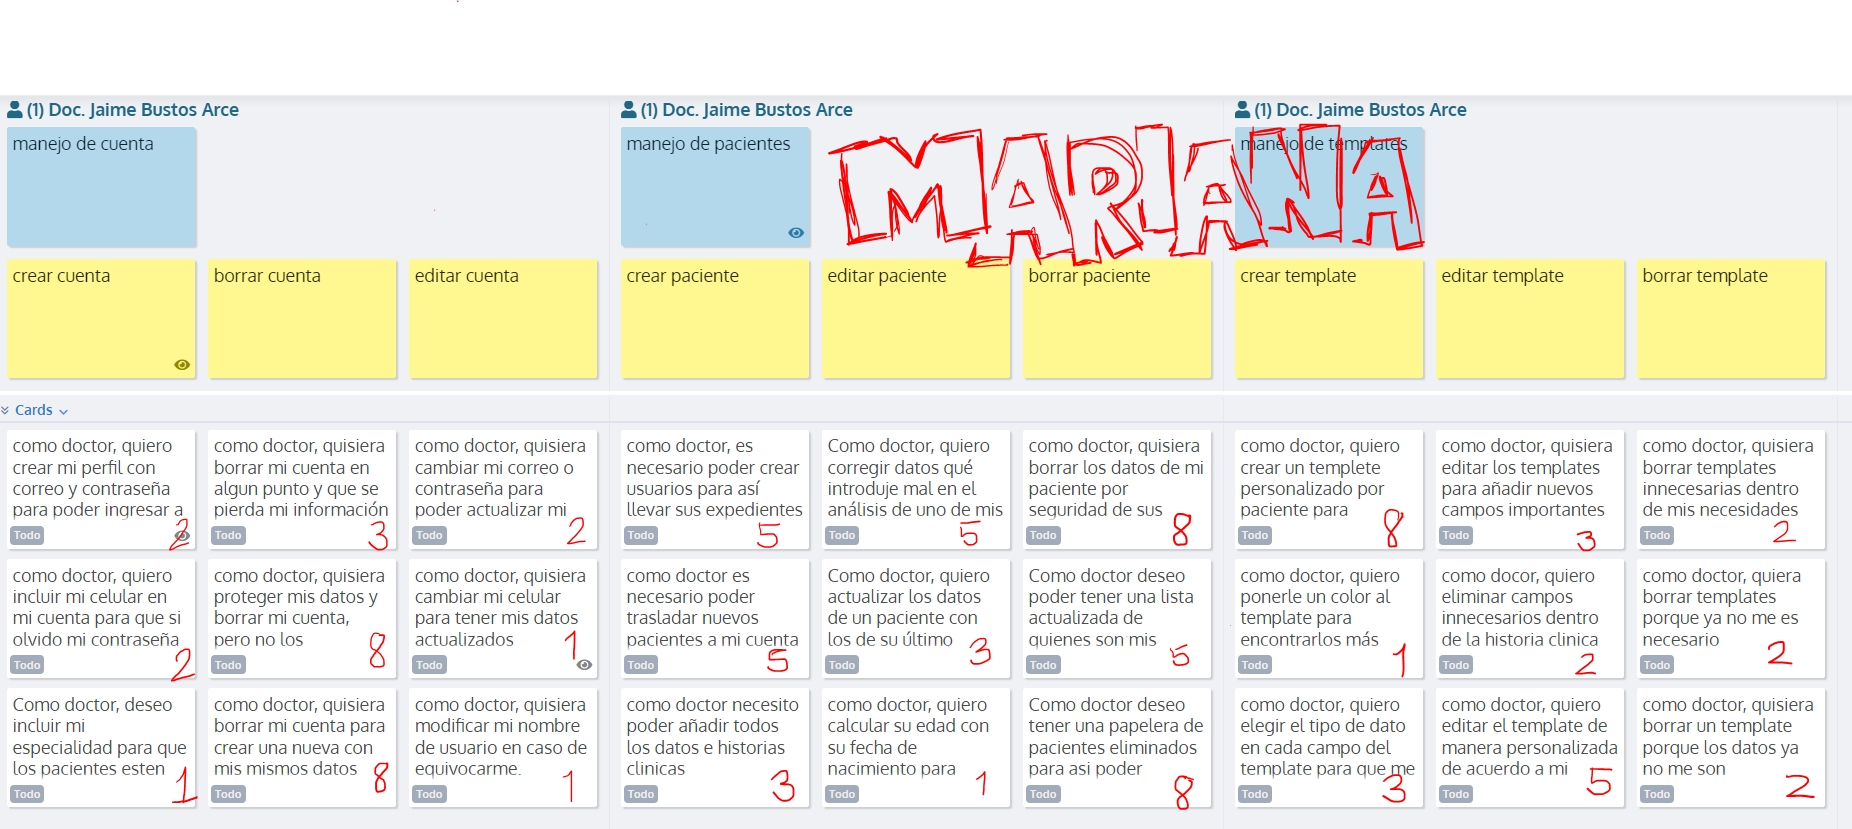 (1) Doc. Jaime Bustos Arce
(1) Doc. Jaime Bustos Arce
(1) Doc. Jaime Bustos Arce
manejo de cuenta
manejo de pacientes
MARIANA
manejo de templates
crear cuenta
borrar cuenta
editar cuenta
crear paciente
editar paciente
borrar paciente
crear template
editar template
borrar template
Cards
como doctor, quiero
crear mi perfil con
correo y contraseña
para poder ingresar a
Todo
2
como doctor, quisiera
borrar mi cuenta en
algun punto y que se
pierda mi información
Todo
3
como doctor, quisiera
cambiar mi correo o
contraseña para
poder actualizar mi
Todo
2
como doctor, es
necesario poder crear
usuarios para así
llevar sus expedientes
Todo
5
Como doctor, quiero
corregir datos qué
introduje mal en el
análisis de uno de mis
Todo
5
como doctor, quisiera
borrar los datos de mi
paciente por
seguridad de sus
Todo
8
como doctor, quiero
crear un templete
personalizado por
paciente para
Todo
8
como doctor, quisiera
editar los templates
para añadir nuevos
campos importantes
Todo
3
como doctor, quisiera
borrar templates
innecesarias dentro
de mis necesidades
Todo
2
como doctor, quiero
incluir mi celular en
mi cuenta para que si
olvido mi contraseña
Todo
2
como doctor, quisiera
proteger mis datos y
borrar mi cuenta,
pero no los
Todo
8
como doctor, quisiera
cambiar mi celular
para tener mis datos
actualizados
Todo
1
como doctor es
necesario poder
trasladar nuevos
pacientes a mi cuenta
Todo
5
Como doctor, quiero
actualizar los datos
de un paciente con
los de su último
Todo
3
Como doctor deseo
poder tener una lista
actualizada de
quienes son mis
Todo
5
como doctor, quiero
ponerle un color al
template para
encontrarlos más
Todo
1
como docor, quiero
eliminar campos
innecesarios dentro
de la historia clinica
Todo
2
como doctor, quiera
borrar templates
porque ya no me es
necesario
Todo
2
Como doctor, deseo
incluir mi
especialidad para que
los pacientes esten
Todo
1
como doctor, quisiera
borrar mi cuenta para
crear una nueva con
mis mismos datos
Todo
8
como doctor, quisiera
modificar mi nombre
de usuario en caso de
equivocarme.
Todo
1
como doctor necesito
poder añadir todos
los datos e historias
clinicas
Todo
3
como doctor, quiero
calcular su edad con
su fecha de
nacimiento para
Todo
1
Como doctor deseo
tener una papelera de
pacientes eliminados
para asi poder
Todo
8
como doctor, quiero
elegir el tipo de dato
en cada campo del
template para que me
Todo
3
como doctor, quiero
editar el template de
manera personalizada
de acuerdo a mi
Todo
5
como doctor, quisiera
borrar un template
porque los datos ya
no me son
Todo
2